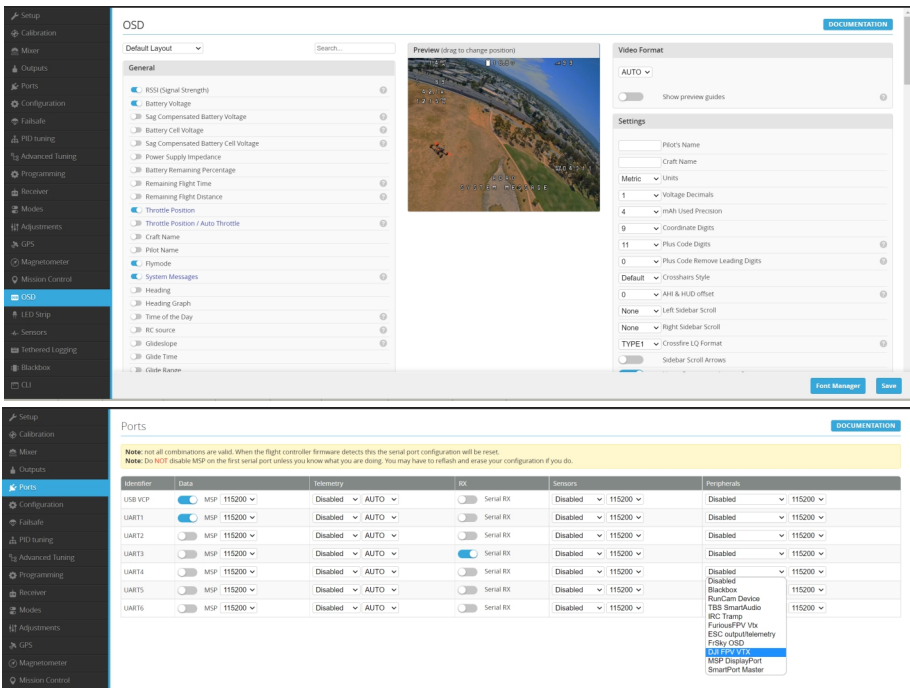 Setup
Calibration
Mixer
Outputs
Ports
Configuration
Failsafe
PID tuning
Advanced Tuning
Programming
Receiver
Modes
Adjustments
GPS
Magnetometer
Mission Control
OSD
LED Strip
Sensors
Tethered Logging
Blackbox
CLI
OSD
DOCUMENTATION
Default Layout
Search...
General
RSSI (Signal Strength)
Battery Voltage
Sag Compensated Battery Voltage
Battery Cell Voltage
Sag Compensated Battery Cell Voltage
Power Supply Impedance
Battery Remaining Percentage
Remaining Flight Time
Remaining Flight Distance
Throttle Position
Throttle Position / Auto Throttle
Craft Name
Pilot Name
Flymode
System Messages
Heading
Heading Graph
Time of the Day
RC source
Glideslope
Glide Time
Glide Range
Preview (drag to change position)
Video Format
AUTO
Show preview guides
Settings
Pilot's Name
Craft Name
Metric Units
1 Voltage Decimals
4 mAh Used Precision
9 Coordinate Digits
11 Plus Code Digits
0 Plus Code Remove Leading Digits
Default Crosshairs Style
0 AHI & HUD offset
None Left Sidebar Scroll
None Right Sidebar Scroll
TYPE1 Crossfire LQ Format
Sidebar Scroll Arrows
Font Manager Save
Setup
Calibration
Mixer
Outputs
Ports
Configuration
Failsafe
PID tuning
Advanced Tuning
Programming
Receiver
Modes
Adjustments
GPS
Magnetometer
Mission Control
Ports
DOCUMENTATION
Note: not all combinations are valid. When the flight controller firmware detects this the serial port configuration will be reset.
Note: Do NOT disable MSP on the first serial port unless you know what you are doing. You may have to reflash and erase your configuration if you do.
Identifier Data Telemetry RX Sensors Peripherals
USB VCP MSP 115200 Disabled AUTO Serial RX Disabled 115200 Disabled 115200
UART1 MSP 115200 Disabled AUTO Serial RX Disabled 115200 Disabled 115200
UART2 MSP 115200 Disabled AUTO Serial RX Disabled 115200 Disabled 115200
UART3 MSP 115200 Disabled AUTO Serial RX Disabled 115200 Disabled 115200
UART4 MSP 115200 Disabled AUTO Serial RX Disabled 115200 Disabled 115200
UART5 MSP 115200 Disabled AUTO Serial RX Disabled 115200 115200
UART6 MSP 115200 Disabled AUTO Serial RX Disabled 115200 115200
Disabled
Blackbox
RunCam Device
TBS SmartAudio
IRC Tramp
FuriousFPV Vtx
ESC output/telemetry
FrSky OSD
DJI FPV VTX
MSP DisplayPort
SmartPort Master